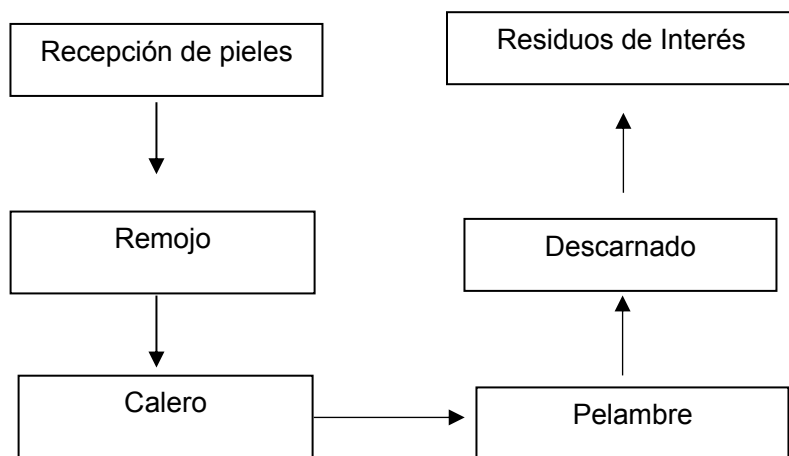 Recepción de pieles
Remojo
Calero
Pelambre
Descarnado
Residuos de Interés